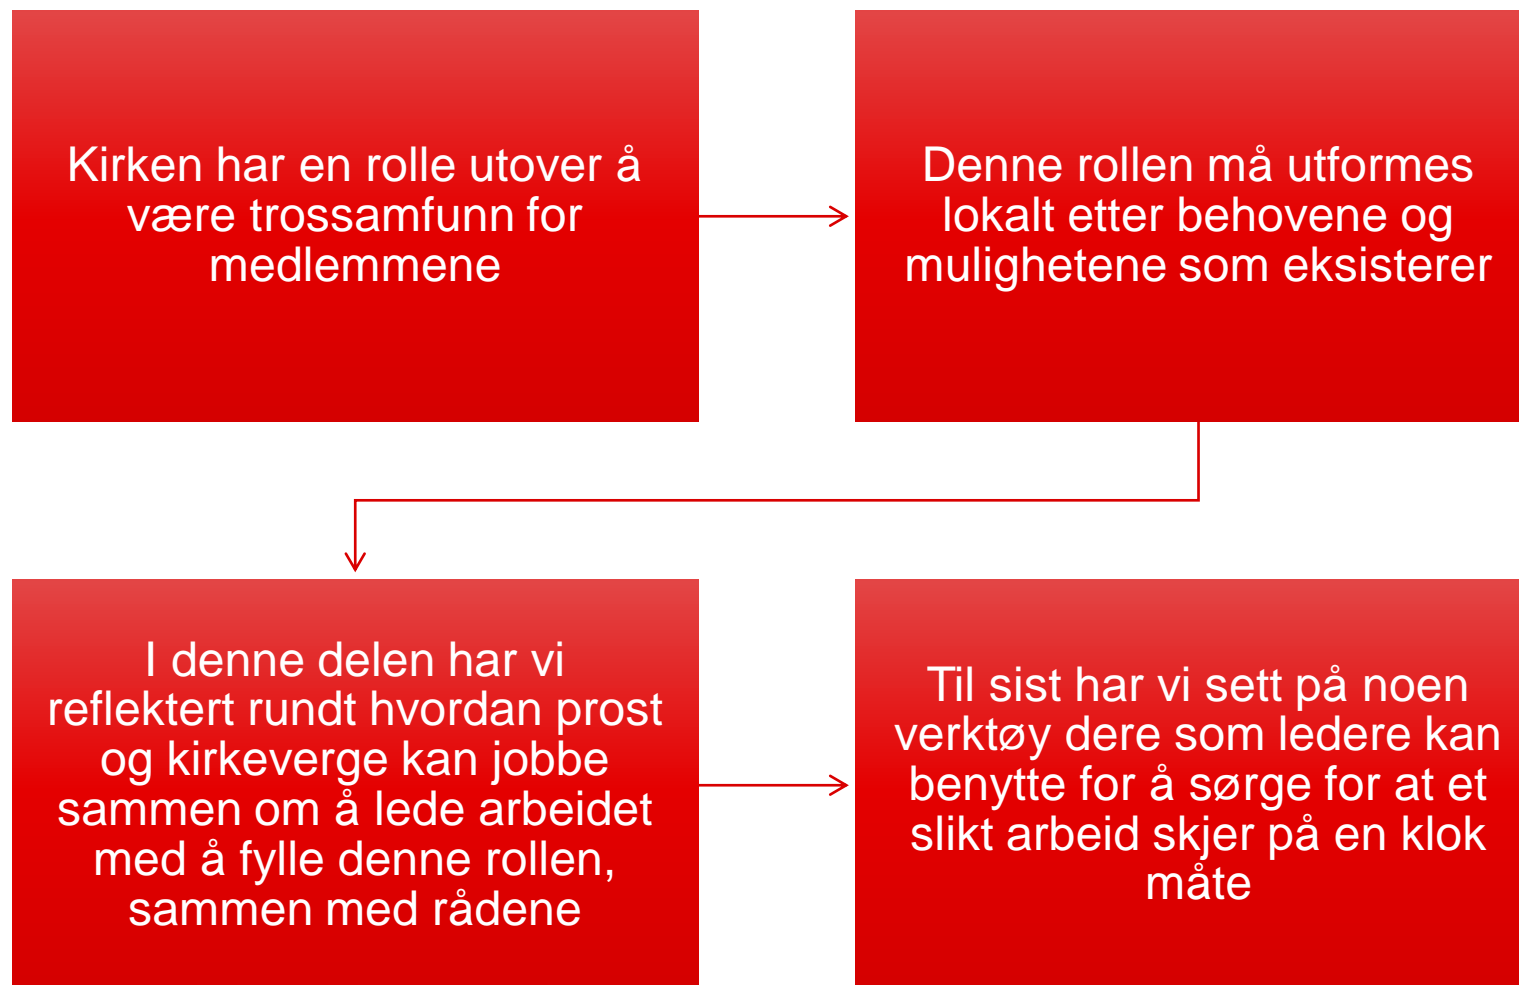 Kirken har en rolle utover å
være trossamfunn for
medlemmene
Denne rollen må utformes
lokalt etter behovene og
mulighetene som eksisterer
I denne delen har vi
reflektert rundt hvordan prost
og kirkeverge kan jobbe
sammen om å lede arbeidet
med å fylle denne rollen,
sammen med rådene
Til sist har vi sett på noen
verktøy dere som ledere kan
benytte for å sørge for at et
slikt arbeid skjer på en klok
måte